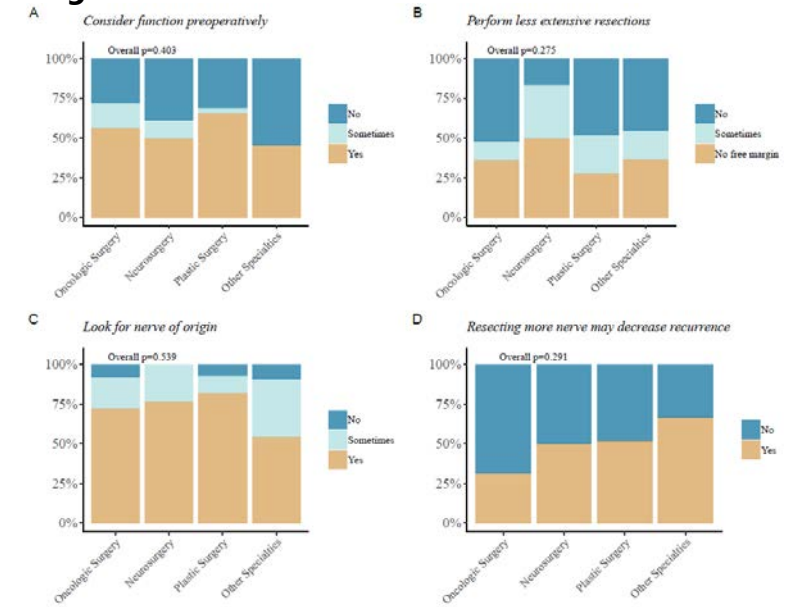 A
Consider function preoperatively
Overall p=0.403
100%
75%
50%
25%
0%
No
Sometimes
Yes
Oncologic Surgery
Neurosurgery
Plastic Surgery
Other Specialties
B
Perform less extensive resections
Overall p=0.275
100%
75%
50%
25%
0%
No
Sometimes
No free margin
Oncologic Surgery
Neurosurgery
Plastic Surgery
Other Specialties
C
Look for nerve of origin
Overall p=0.539
100%
75%
50%
25%
0%
No
Sometimes
Yes
Oncologic Surgery
Neurosurgery
Plastic Surgery
Other Specialties
D
Resecting more nerve may decrease recurrence
Overall p=0.291
100%
75%
50%
25%
0%
No
Yes
Oncologic Surgery
Neurosurgery
Plastic Surgery
Other Specialties